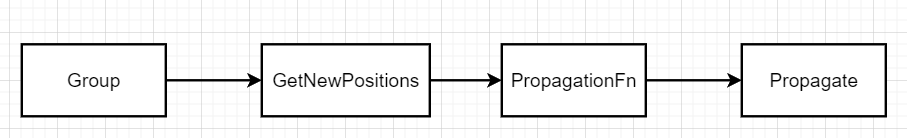 Group
GetNewPositions
PropagationFn
Propagate